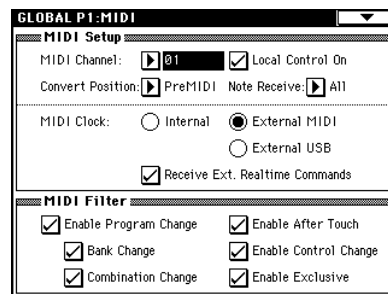 GLOBAL P1:MIDI
MIDI Setup
MIDI Channel: 01 Local Control On
Convert Position: PreMIDI Note Receive: All
MIDI Clock: Internal External MIDI
External USB
Receive Ext. Realtime Commands
MIDI Filter
Enable Program Change Enable After Touch
Bank Change Enable Control Change
Combination Change Enable Exclusive